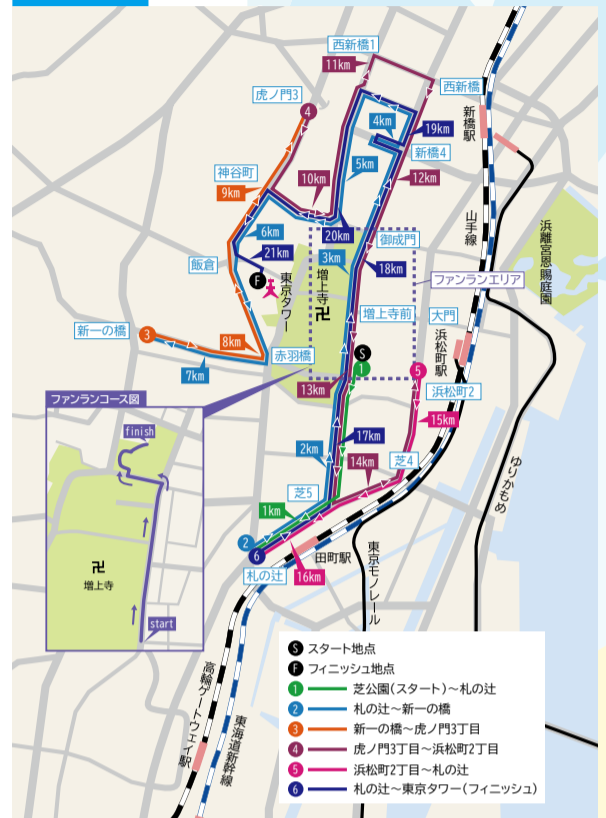 西新橋1
11km
西新橋
虎ノ門3
4
4km
19km
新橋駅
新橋4
神谷町
10km
5km
12km
9km
山手線
浜離宮恩賜庭園
6km
20km
御成門
21km
3km
18km
ファンランエリア
飯倉
F
東京タワー
増上寺
卍
増上寺前
大門
新一の橋
3
8km
赤羽橋
S
1
5
浜松町駅
7km
13km
浜松町2
ファンランコース図
finish
15km
17km
2km
芝4
ゆりかもめ
14km
芝5
1km
2
6
田町駅
卍
増上寺
札の辻
16km
東京モノレール
start
高輪ゲートウェイ駅
東海道新幹線
S スタート地点
F フィニッシュ地点
1 芝公園(スタート)~札の辻
2 札の辻~新一の橋
3 新一の橋~虎ノ門3丁目
4 虎ノ門3丁目~浜松町2丁目
5 浜松町2丁目~札の辻
6 札の辻~東京タワー(フィニッシュ)